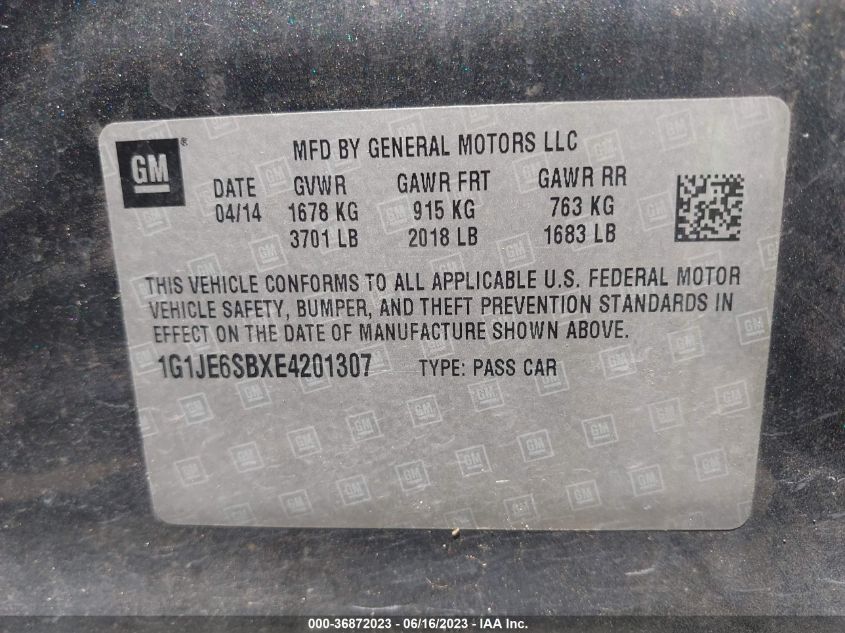 GM®
MFD BY GENERAL MOTORS LLC
DATE GVWR GAWR FRT GAWR RR
04/14 1678 KG 915 KG 763 KG
3701 LB 2018 LB 1683 LB
THIS VEHICLE CONFORMS TO ALL APPLICABLE U.S. FEDERAL MOTOR
VEHICLE SAFETY, BUMPER, AND THEFT PREVENTION STANDARDS IN
EFFECT ON THE DATE OF MANUFACTURE SHOWN ABOVE.
1G1JE6SBXE4201307 TYPE: PASS CAR
000-36872023 - 06/16/2023 - IAA Inc.